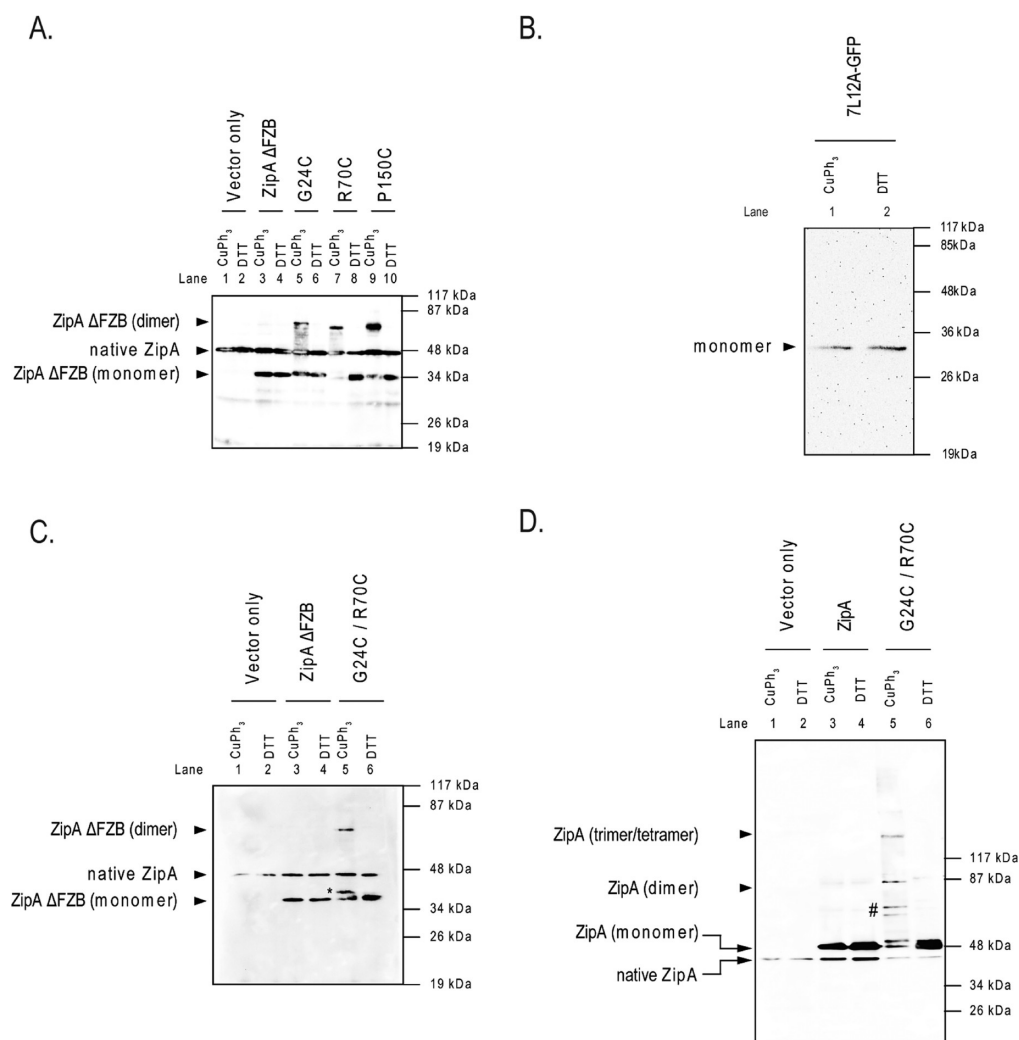 A.
Vector only
ZipA ΔFZB
G24C
R70C
P150C
CuPh3 DTT CuPh3 DTT CuPh3 DTT CuPh3 DTT CuPh3 DTT
Lane 1 2 3 4 5 6 7 8 9 10
117 kDa
87 kDa
ZipA ΔFZB (dimer)
native ZipA
48 kDa
ZipA ΔFZB (monomer)
34 kDa
26 kDa
19 kDa
B.
7L12A-GFP
CuPh3 DTT
Lane 1 2
117 kDa
85kDa
48kDa
36 kDa
monomer
26 kDa
19kDa
C.
Vector only
ZipA ΔFZB
G24C / R70C
CuPh3 DTT CuPh3 DTT CuPh3 DTT
Lane 1 2 3 4 5 6
117 kDa
87 kDa
ZipA ΔFZB (dimer)
native ZipA
48 kDa
*
ZipA ΔFZB (monomer)
34 kDa
26 kDa
19 kDa
D.
Vector only
ZipA
G24C / R70C
CuPh3 DTT CuPh3 DTT CuPh3 DTT
Lane 1 2 3 4 5 6
ZipA (trimer/tetramer)
117 kDa
87 kDa
ZipA (dimer)
#
ZipA (monomer)
48 kDa
native ZipA
34 kDa
26 kDa